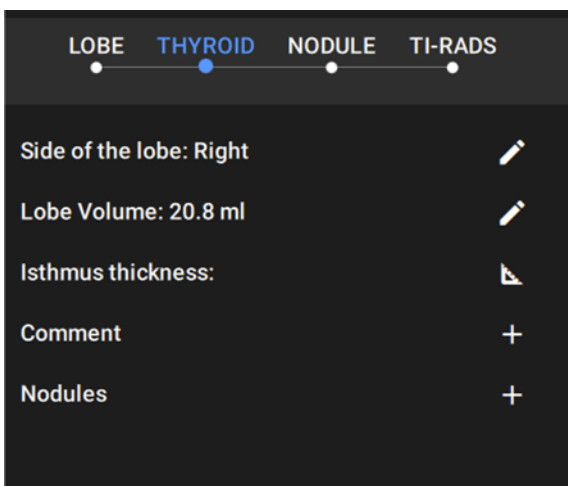 LOBE THYROID NODULE TI-RADS
Side of the lobe: Right
Lobe Volume: 20.8 ml
Isthmus thickness:
Comment +
Nodules +